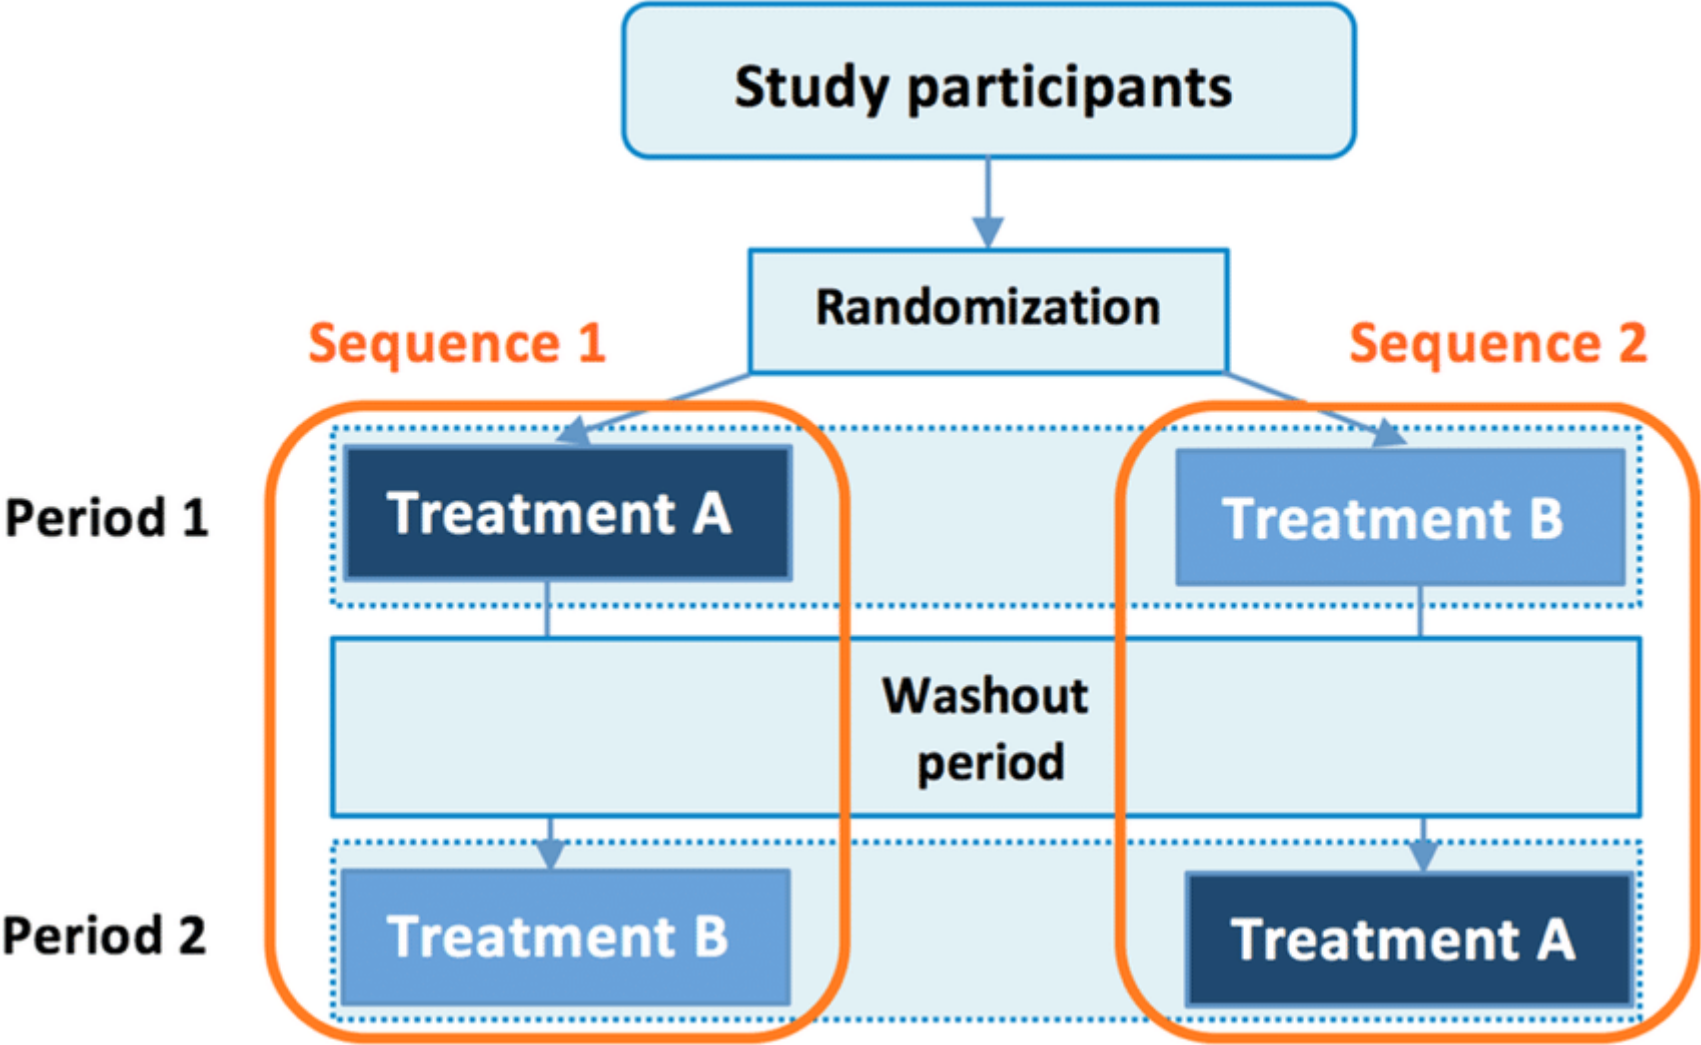 Study participants
Randomization
Sequence 1
Sequence 2
Period 1
Treatment A
Treatment B
Washout
period
Period 2
Treatment B
Treatment A